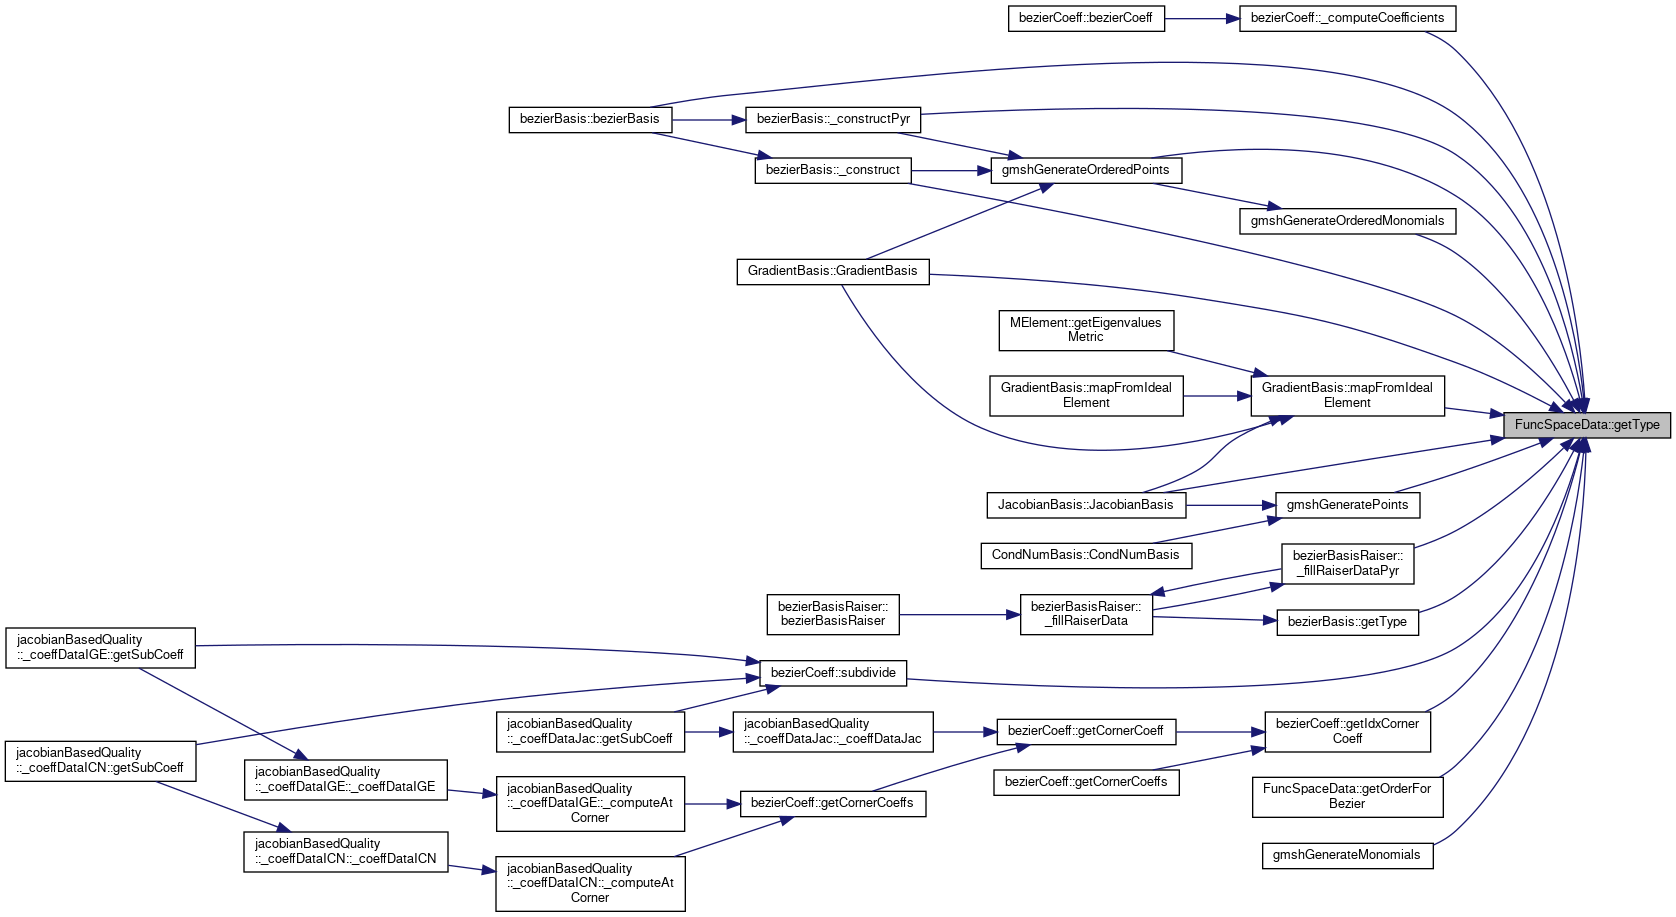 bezierCoeff::bezierCoeff
bezierCoeff::_computeCoefficients
bezierBasis::bezierBasis
bezierBasis::_constructPyr
bezierBasis::_construct
gmshGenerateOrderedPoints
gmshGenerateOrderedMonomials
GradientBasis::GradientBasis
MElement::getEigenvalues
Metric
GradientBasis::mapFromIdeal
Element
GradientBasis::mapFromIdeal
Element
FuncSpaceData::getType
JacobianBasis::JacobianBasis
gmshGeneratePoints
CondNumBasis::CondNumBasis
bezierBasisRaiser::
_fillRaiserDataPyr
bezierBasisRaiser::
bezierBasisRaiser
bezierBasisRaiser::
_fillRaiserData
bezierBasis::getType
jacobianBasedQuality
::_coeffDataIGE::getSubCoeff
bezierCoeff::subdivide
jacobianBasedQuality
::_coeffDataJac::getSubCoeff
jacobianBasedQuality
::_coeffDataJac::_coeffDataJac
bezierCoeff::getCornerCoeff
bezierCoeff::getIdxCorner
Coeff
jacobianBasedQuality
::_coeffDataICN::getSubCoeff
jacobianBasedQuality
::_coeffDataIGE::_coeffDataIGE
jacobianBasedQuality
::_coeffDataIGE::_computeAt
Corner
bezierCoeff::getCornerCoeffs
bezierCoeff::getCornerCoeffs
FuncSpaceData::getOrderFor
Bezier
jacobianBasedQuality
::_coeffDataICN::_coeffDataICN
jacobianBasedQuality
::_coeffDataICN::_computeAt
Corner
gmshGenerateMonomials